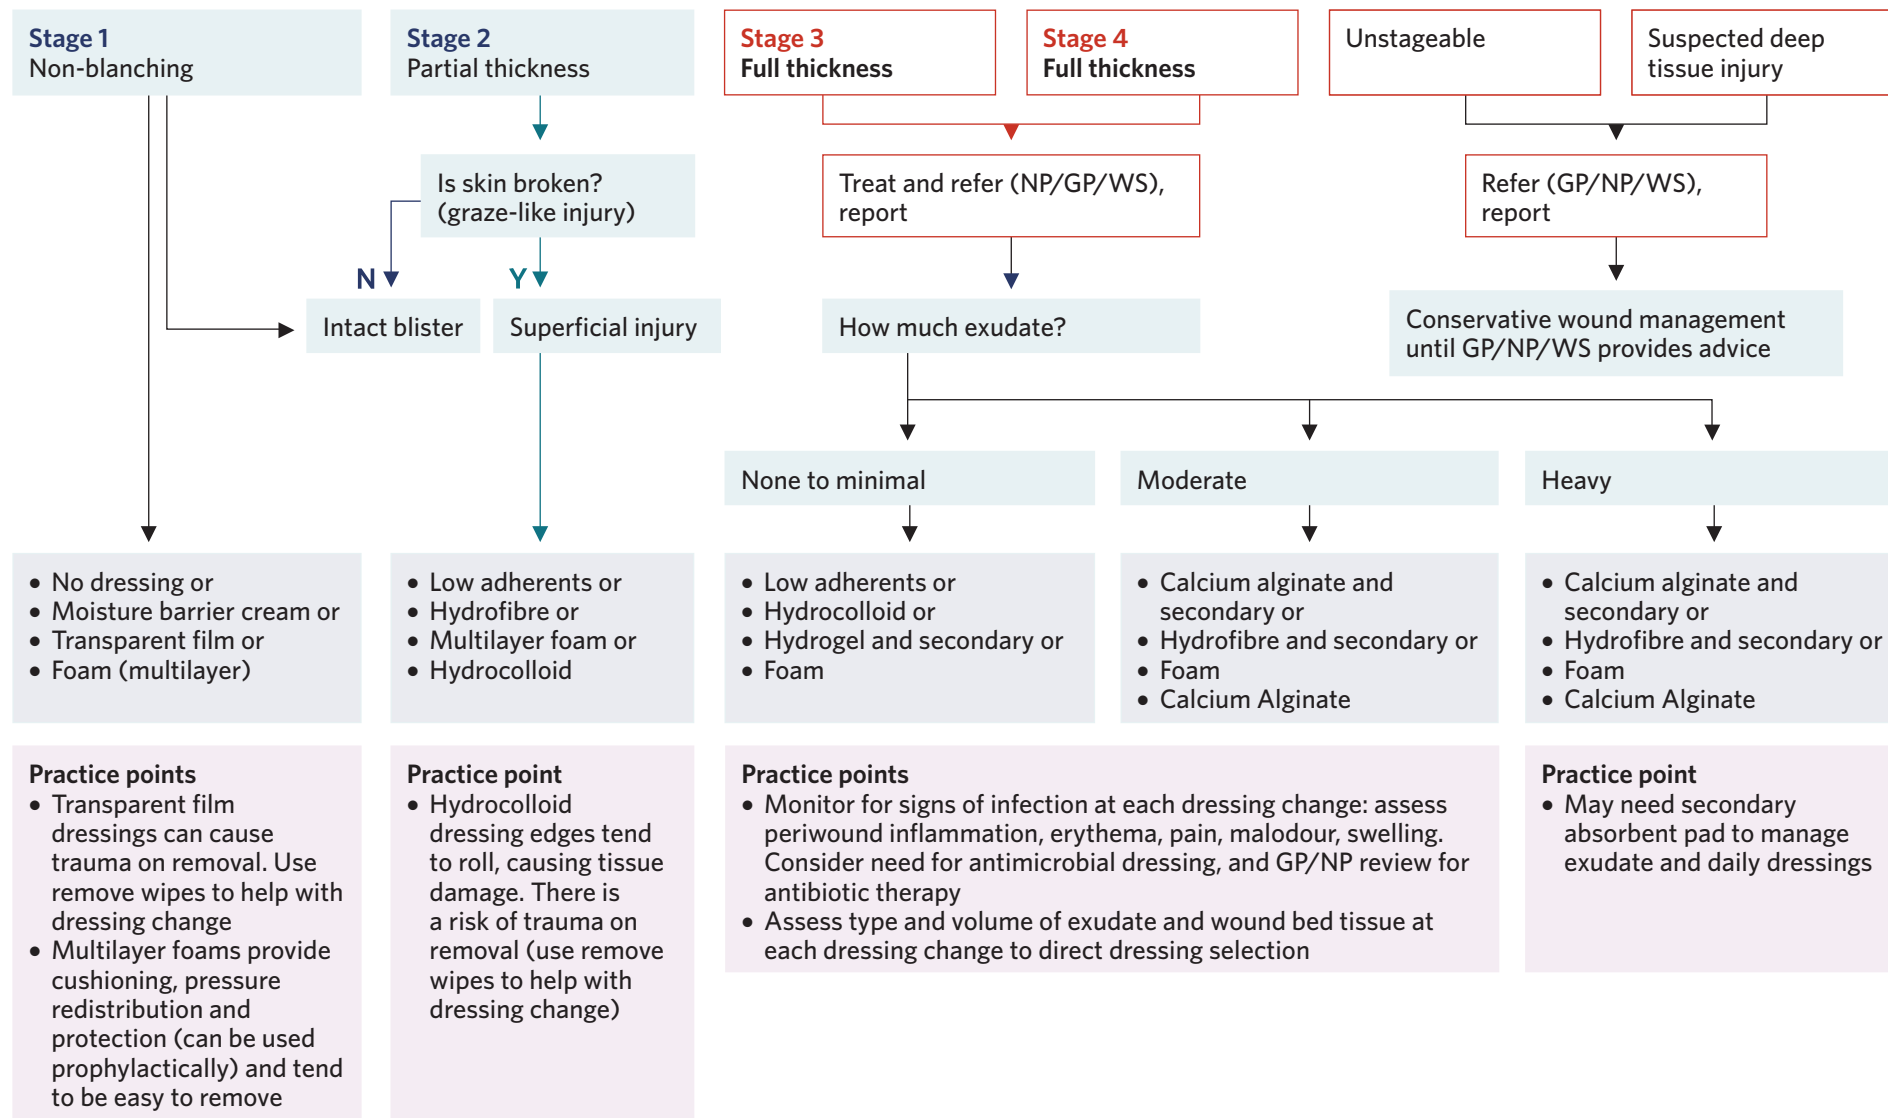 Stage 1
Non-blanching
Stage 2
Partial thickness
Stage 3
Full thickness
Stage 4
Full thickness
Unstageable
Suspected deep
tissue injury
Is skin broken?
(graze-like injury)
Treat and refer (NP/GP/WS),
report
Refer (GP/NP/WS),
report
N
Y
Intact blister
Superficial injury
How much exudate?
Conservative wound management
until GP/NP/WS provides advice
None to minimal
Moderate
Heavy
• No dressing or
• Moisture barrier cream or
• Transparent film or
• Foam (multilayer)
• Low adherents or
• Hydrofibre or
• Multilayer foam or
• Hydrocolloid
• Low adherents or
• Hydrocolloid or
• Hydrogel and secondary or
• Foam
• Calcium alginate and
secondary or
• Hydrofibre and secondary or
• Foam
• Calcium Alginate
• Calcium alginate and
secondary or
• Hydrofibre and secondary or
• Foam
• Calcium Alginate
Practice points
• Transparent film
dressings can cause
trauma on removal. Use
remove wipes to help with
dressing change
• Multilayer foams provide
cushioning, pressure
redistribution and
protection (can be used
prophylactically) and tend
to be easy to remove
Practice point
• Hydrocolloid
dressing edges tend
to roll, causing tissue
damage. There is
a risk of trauma on
removal (use remove
wipes to help with
dressing change)
Practice points
• Monitor for signs of infection at each dressing change: assess
periwound inflammation, erythema, pain, malodour, swelling.
Consider need for antimicrobial dressing, and GP/NP review for
antibiotic therapy
• Assess type and volume of exudate and wound bed tissue at
each dressing change to direct dressing selection
Practice point
• May need secondary
absorbent pad to manage
exudate and daily dressings